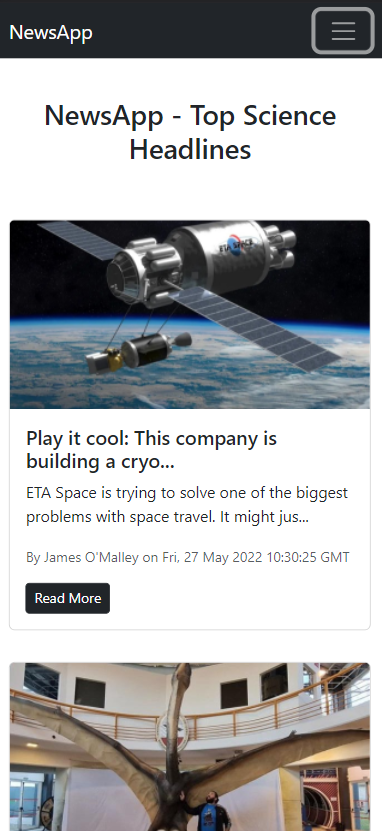 NewsApp
NewsApp - Top Science
Headlines
ETA SPACE
Play it cool: This company is
building a cryo...
ETA Space is trying to solve one of the biggest
problems with space travel. It might jus...
By James O'Malley on Fri, 27 May 2022 10:30:25 GMT
Read More